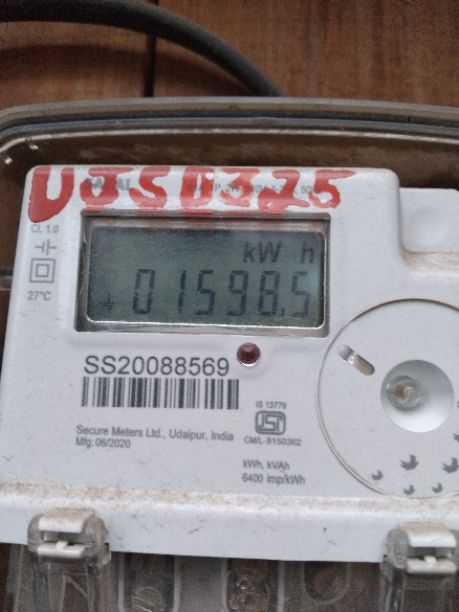 UJS0325
Cl. 1.0
27°C
kW h
01598.5
SS20088569
Secure Meters Ltd., Udaipur, India
Mfg: 06/2020
IS 13779
CM/L-8150362
kWh, kVAh
6400 imp/kWh